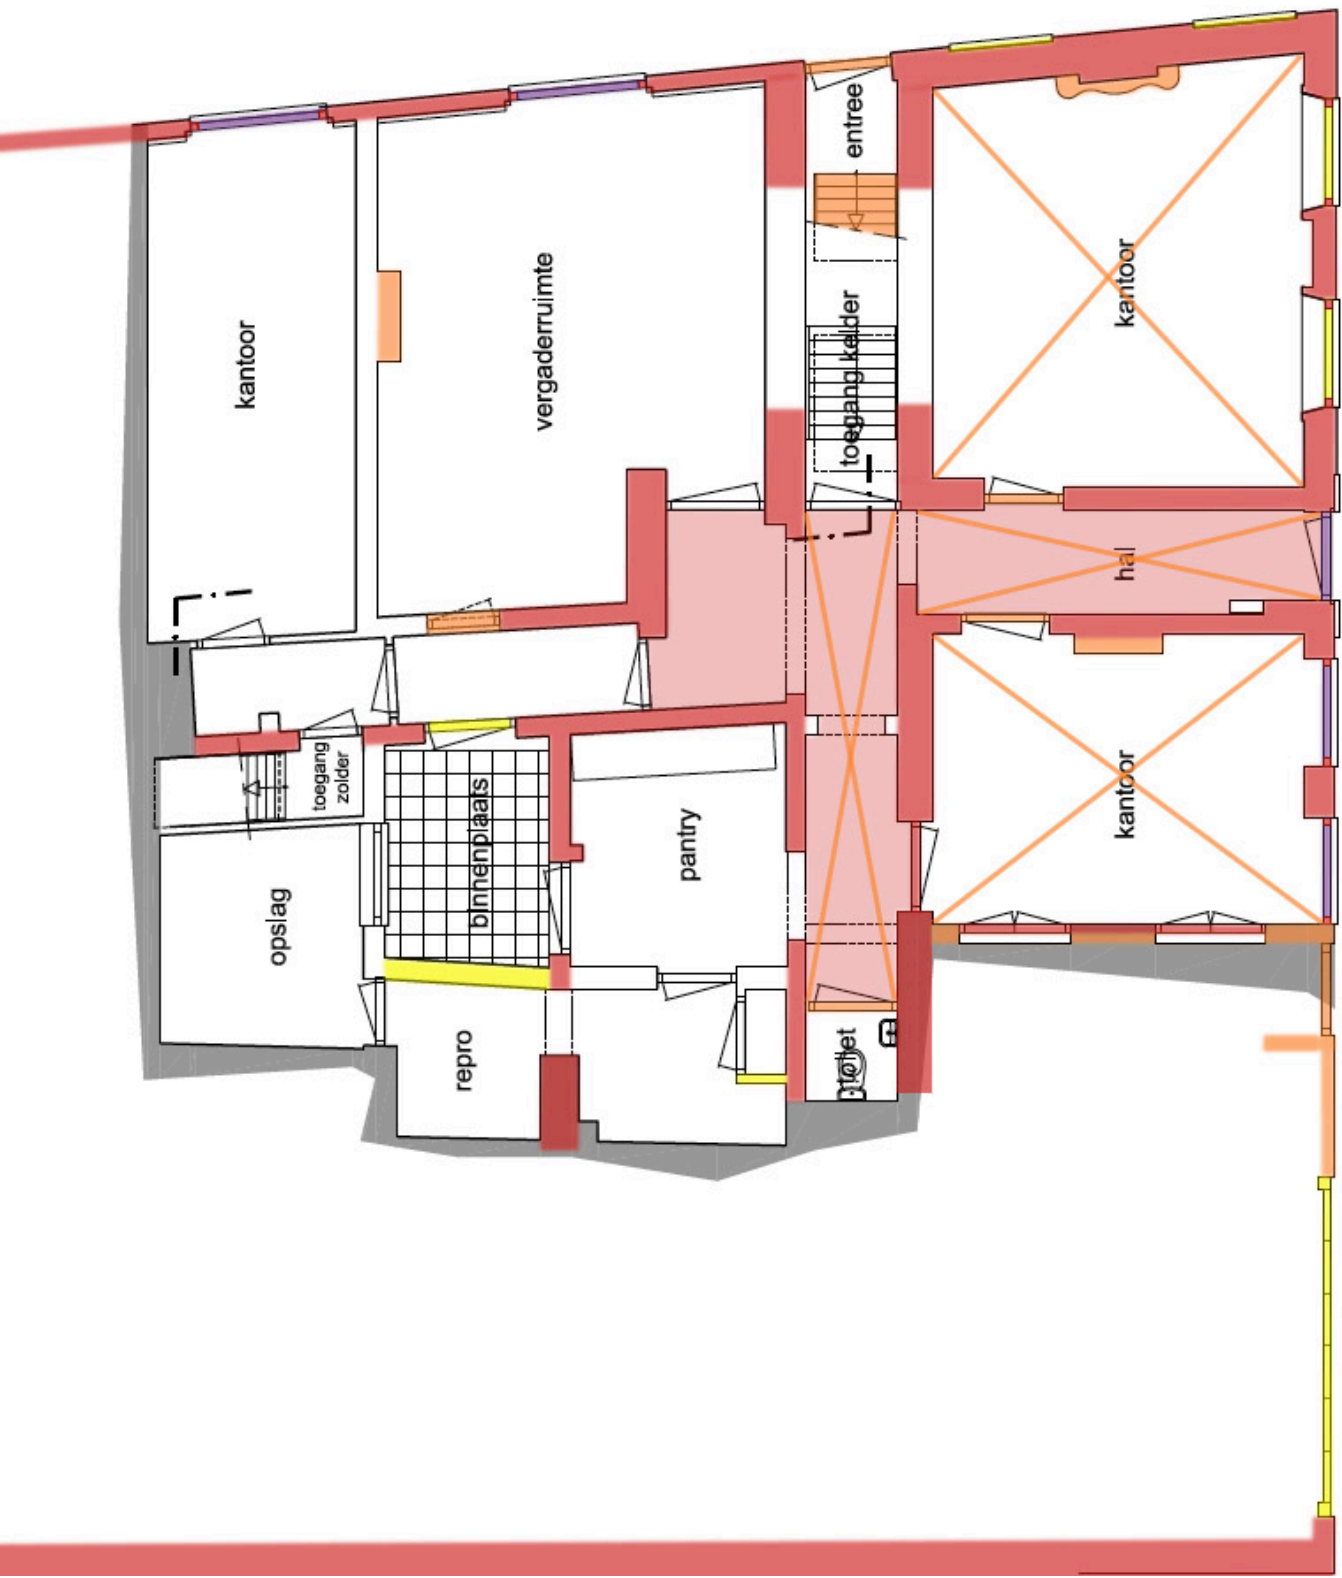 kantoor
vergaderruimte
entree
toegang kelder
kantoor
hal
kantoor
toegang
zolder
binnenplaats
pantry
opslag
repro
toilet